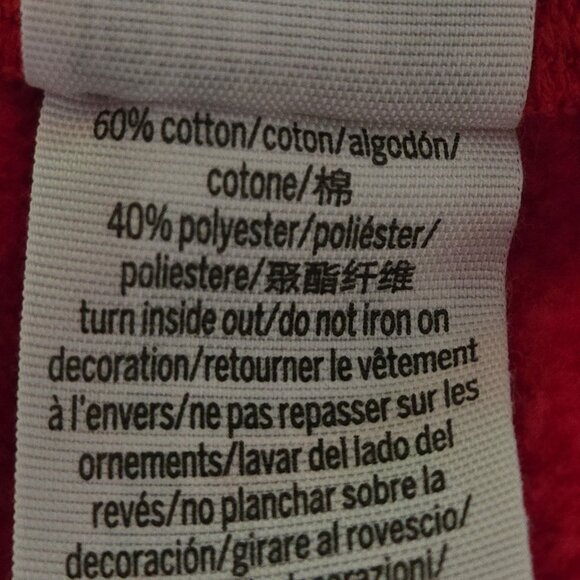 60% cotton/coton/algodón/
cotone/棉
40% polyester/poliéster/
poliestere/聚酯纤维
turn inside out/do not iron on
decoration/retourner le vêtement
à l'envers/ne pas repasser sur les
ornements/lavar del lado del
revés/no planchar sobre la
decoración/girare al rovescio/